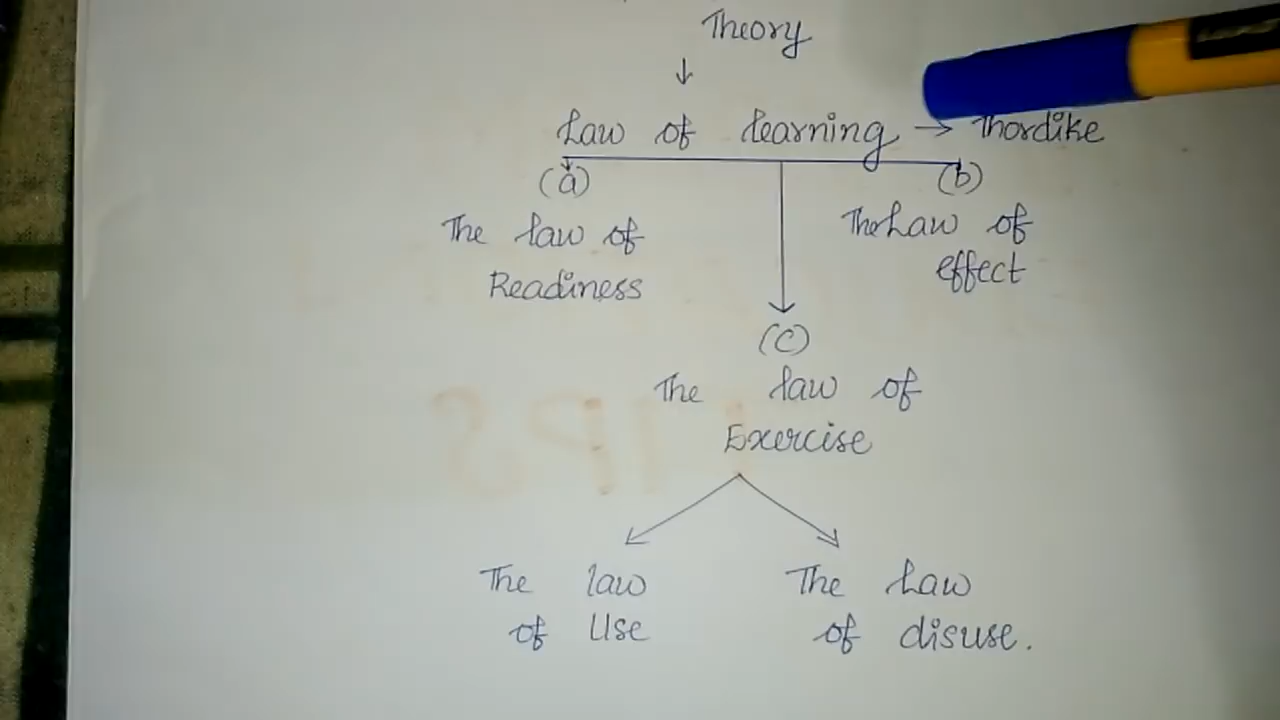 Theory
↓
Law of learning → Thordike
(a)
(b)
The law of
Readiness
The Law of
effect
(c)
The law of
Exercise
The law
of Use
The Law
of disuse.